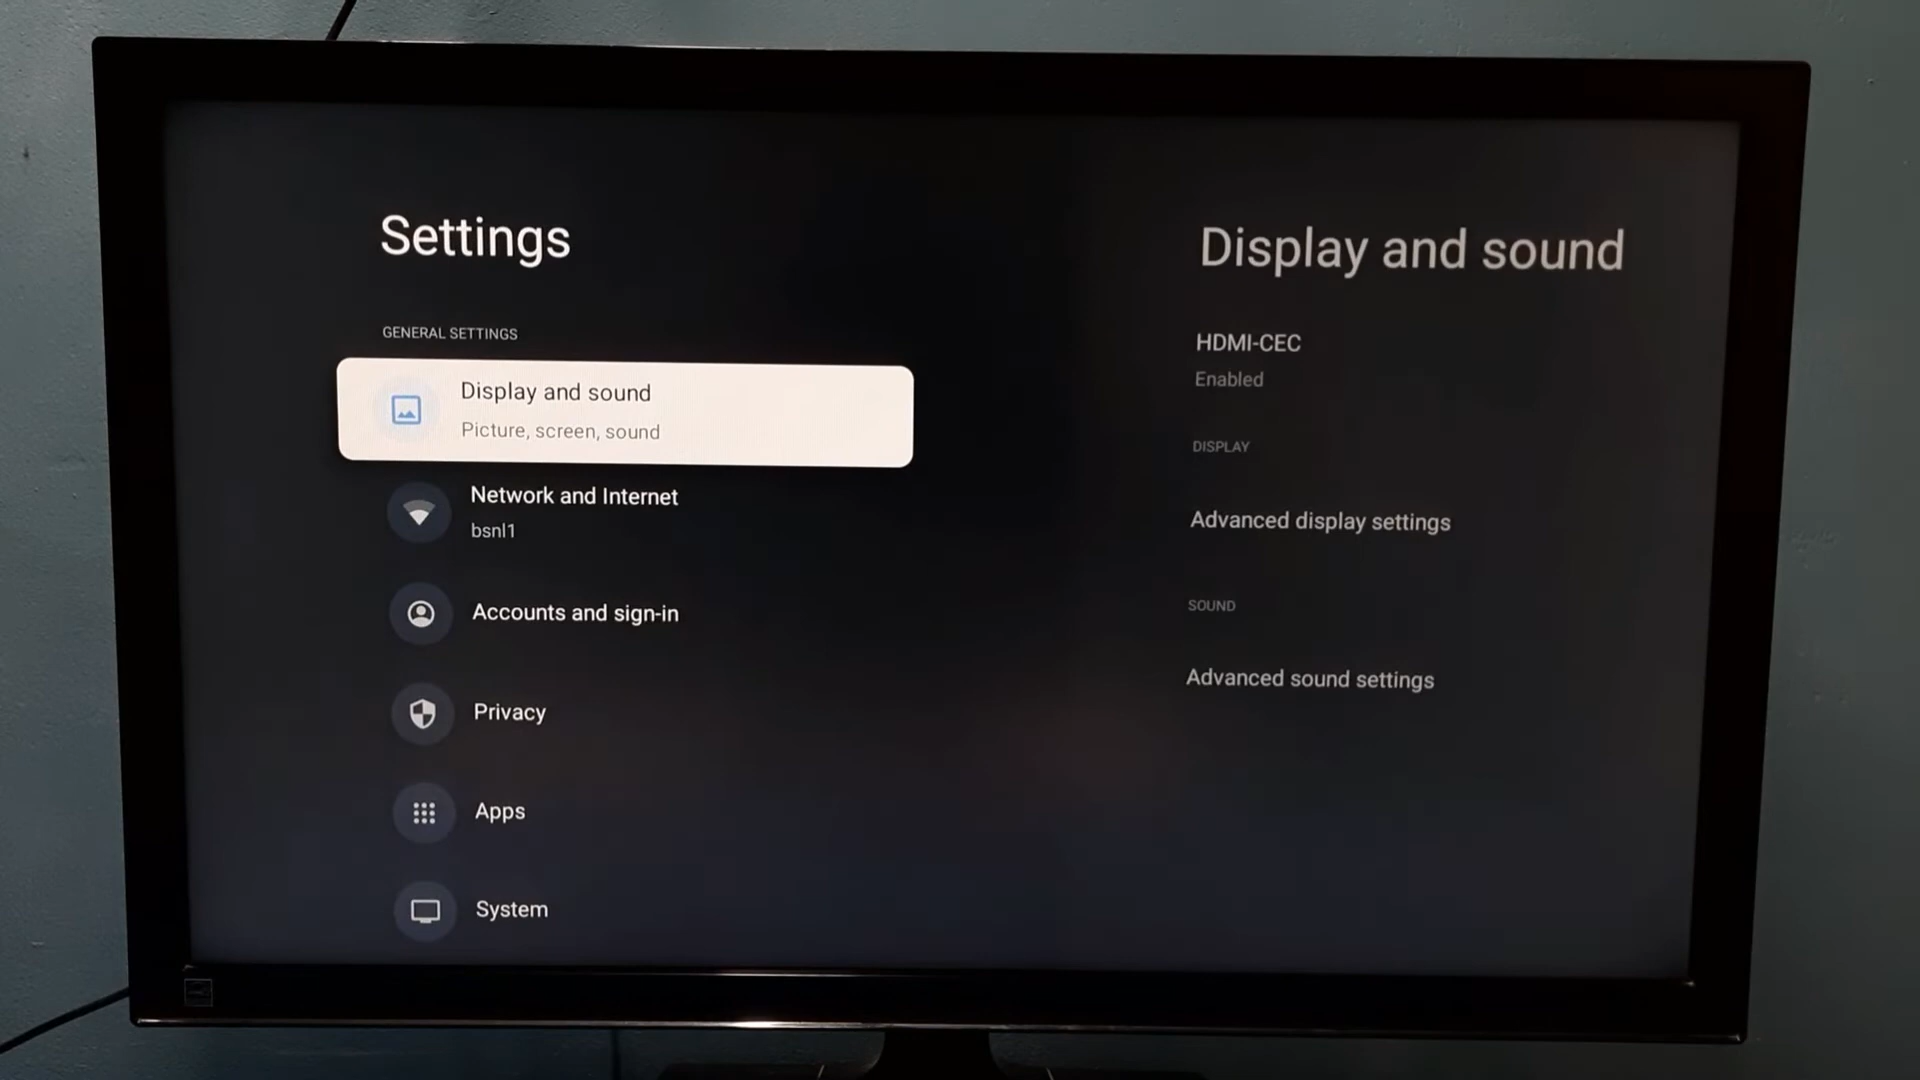 Settings
GENERAL SETTINGS
Display and sound
Picture, screen, sound
Network and Internet
bsnl1
Accounts and sign-in
Privacy
Apps
System
Display and sound
HDMI-CEC
Enabled
DISPLAY
Advanced display settings
SOUND
Advanced sound settings